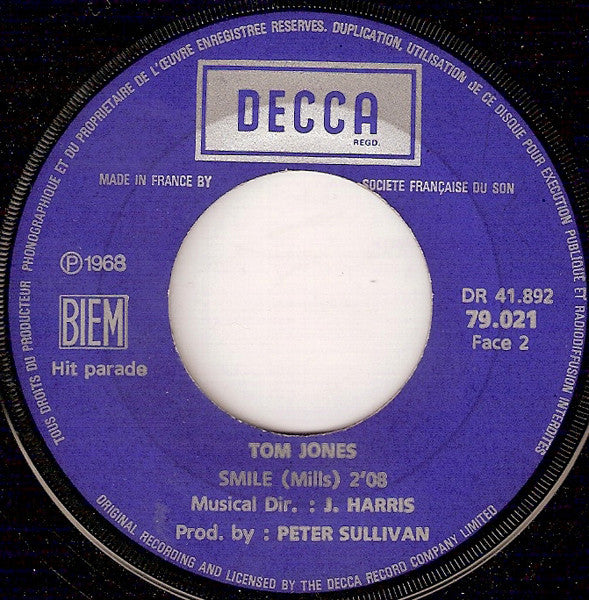 TOUS DROITS DU PRODUCTEUR PHONOGRAPHIQUE ET DU PROPRIETAIRE DE L'ŒUVRE ENREGISTREE RESERVES. DUPLICATION, UTILISATION DE CE DISQUE POUR EXECUTION PUBLIQUE ET RADIODIFFUSION INTERDITES
DECCA
REGD.
MADE IN FRANCE BY SOCIETE FRANÇAISE DU SON
Ⓟ1968
BIEM
Hit parade
DR 41.892
79.021
Face 2
TOM JONES
SMILE (Mills) 2'08
Musical Dir. : J. HARRIS
Prod. by : PETER SULLIVAN
ORIGINAL RECORDING AND LICENSED BY THE DECCA RECORD COMPANY LIMITED